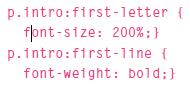 p.intro:first-letter {
  font-size: 200%;}
p.intro:first-line {
  font-weight: bold;}